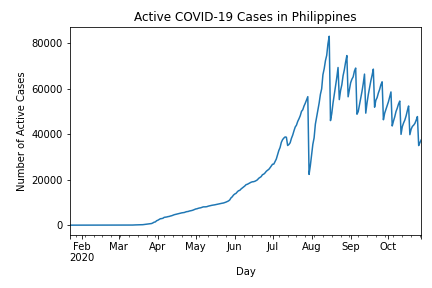 Active COVID-19 Cases in Philippines
Number of Active Cases
80000
60000
40000
20000
0
Feb Mar Apr May Jun Jul Aug Sep Oct
2020
Day